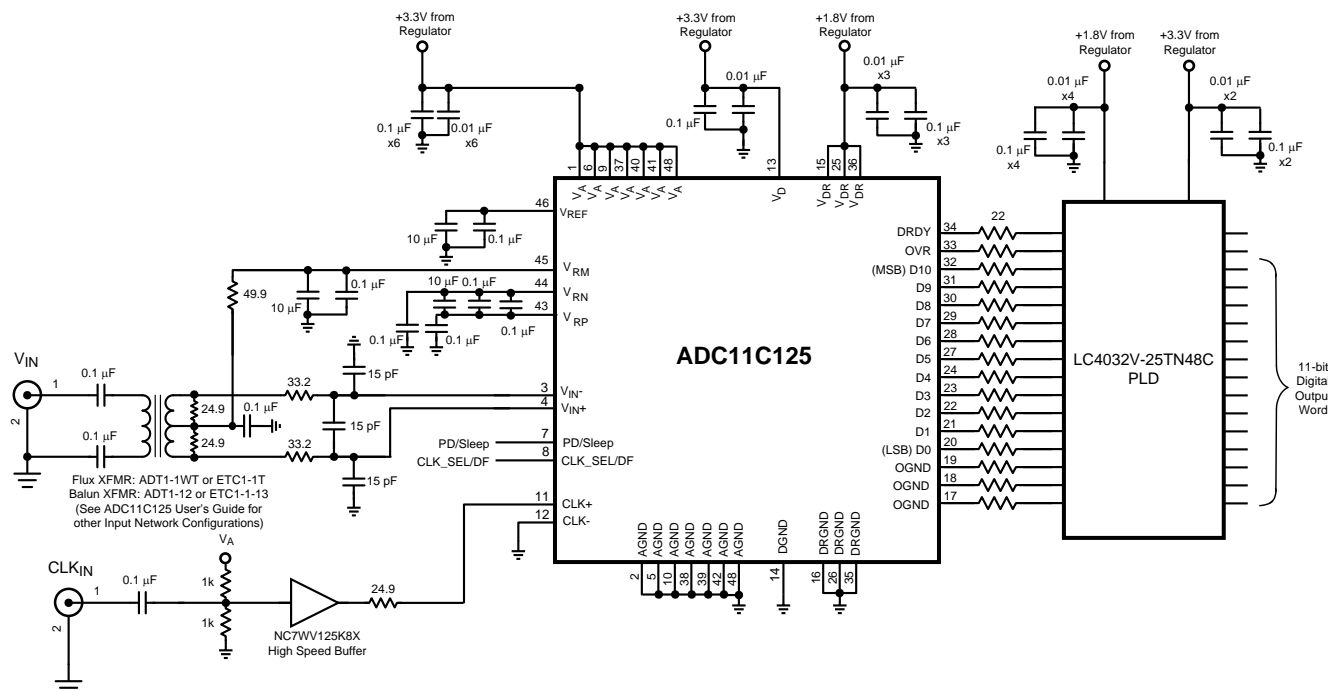 +3.3V from
Regulator
+3.3V from
Regulator
+1.8V from
Regulator
+1.8V from
Regulator
+3.3V from
Regulator
0.1 µF
x6
0.01 µF
x6
0.01 µF
0.1 µF
0.01 µF
x3
0.1 µF
x3
0.01 µF
x4
0.1 µF
x4
0.01 µF
x2
0.1 µF
x2
1
6
9
37
40
41
48
13
15
25
36
VA
VA
VA
VA
VA
VA
VA
VD
VDR
VDR
VDR
46
VREF
10 µF
0.1 µF
45
VRM
49.9
10 µF
0.1 µF
44
VRN
43
VRP
10 µF
0.1 µF
0.1 µF
0.1 µF
0.1 µF
ADC11C125
VIN
1
2
0.1 µF
0.1 µF
24.9
24.9
0.1 µF
33.2
33.2
15 pF
15 pF
15 pF
3
VIN-
4
VIN+
PD/Sleep
7
PD/Sleep
CLK_SEL/DF
8
CLK_SEL/DF
Flux XFMR: ADT1-1WT or ETC1-1T
Balun XFMR: ADT1-12 or ETC1-1-13
(See ADC11C125 User's Guide for
other Input Network Configurations)
11
CLK+
12
CLK-
VA
CLKIN
1
2
0.1 µF
1k
1k
24.9
NC7WV125K8X
High Speed Buffer
AGND
AGND
AGND
AGND
AGND
AGND
AGND
DGND
DRGND
DRGND
DRGND
2
5
10
38
39
42
48
14
16
26
35
22
DRDY 34
OVR 33
(MSB) D10 32
D9 31
D8 30
D7 29
D6 28
D5 27
D4 24
D3 23
D2 22
D1 21
(LSB) D0 20
OGND 19
OGND 18
OGND 17
LC4032V-25TN48C
PLD
11-bit
Digita
Outpu
Word